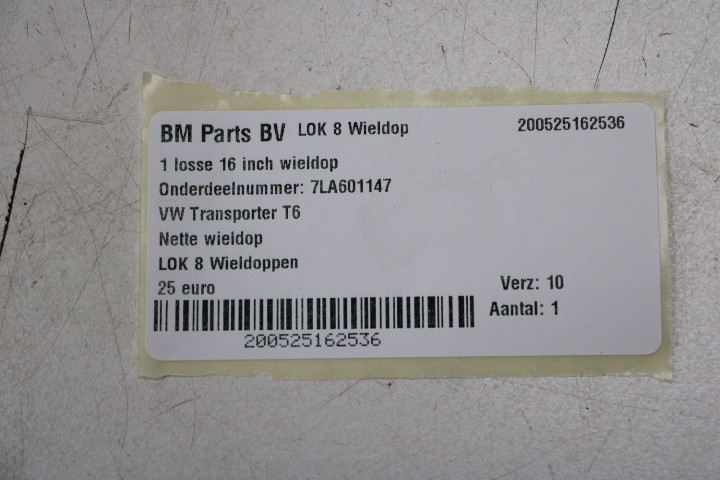 BM Parts BV LOK 8 Wieldop 200525162536
1 losse 16 inch wieldop
Onderdeelnummer: 7LA601147
VW Transporter T6
Nette wieldop
LOK 8 Wieldoppen
25 euro Verz: 10
Aantal: 1
200525162536